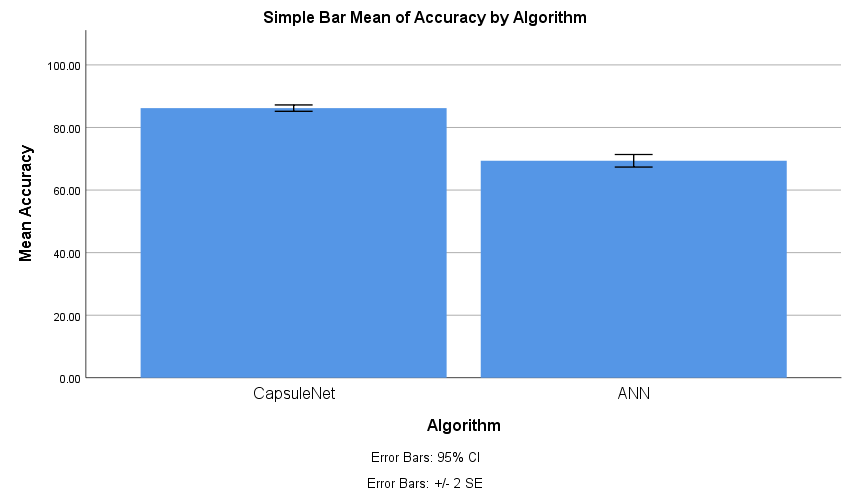 Simple Bar Mean of Accuracy by Algorithm
Mean Accuracy
100.00
80.00
60.00
40.00
20.00
0.00
CapsuleNet ANN
Algorithm
Error Bars: 95% CI
Error Bars: +/- 2 SE